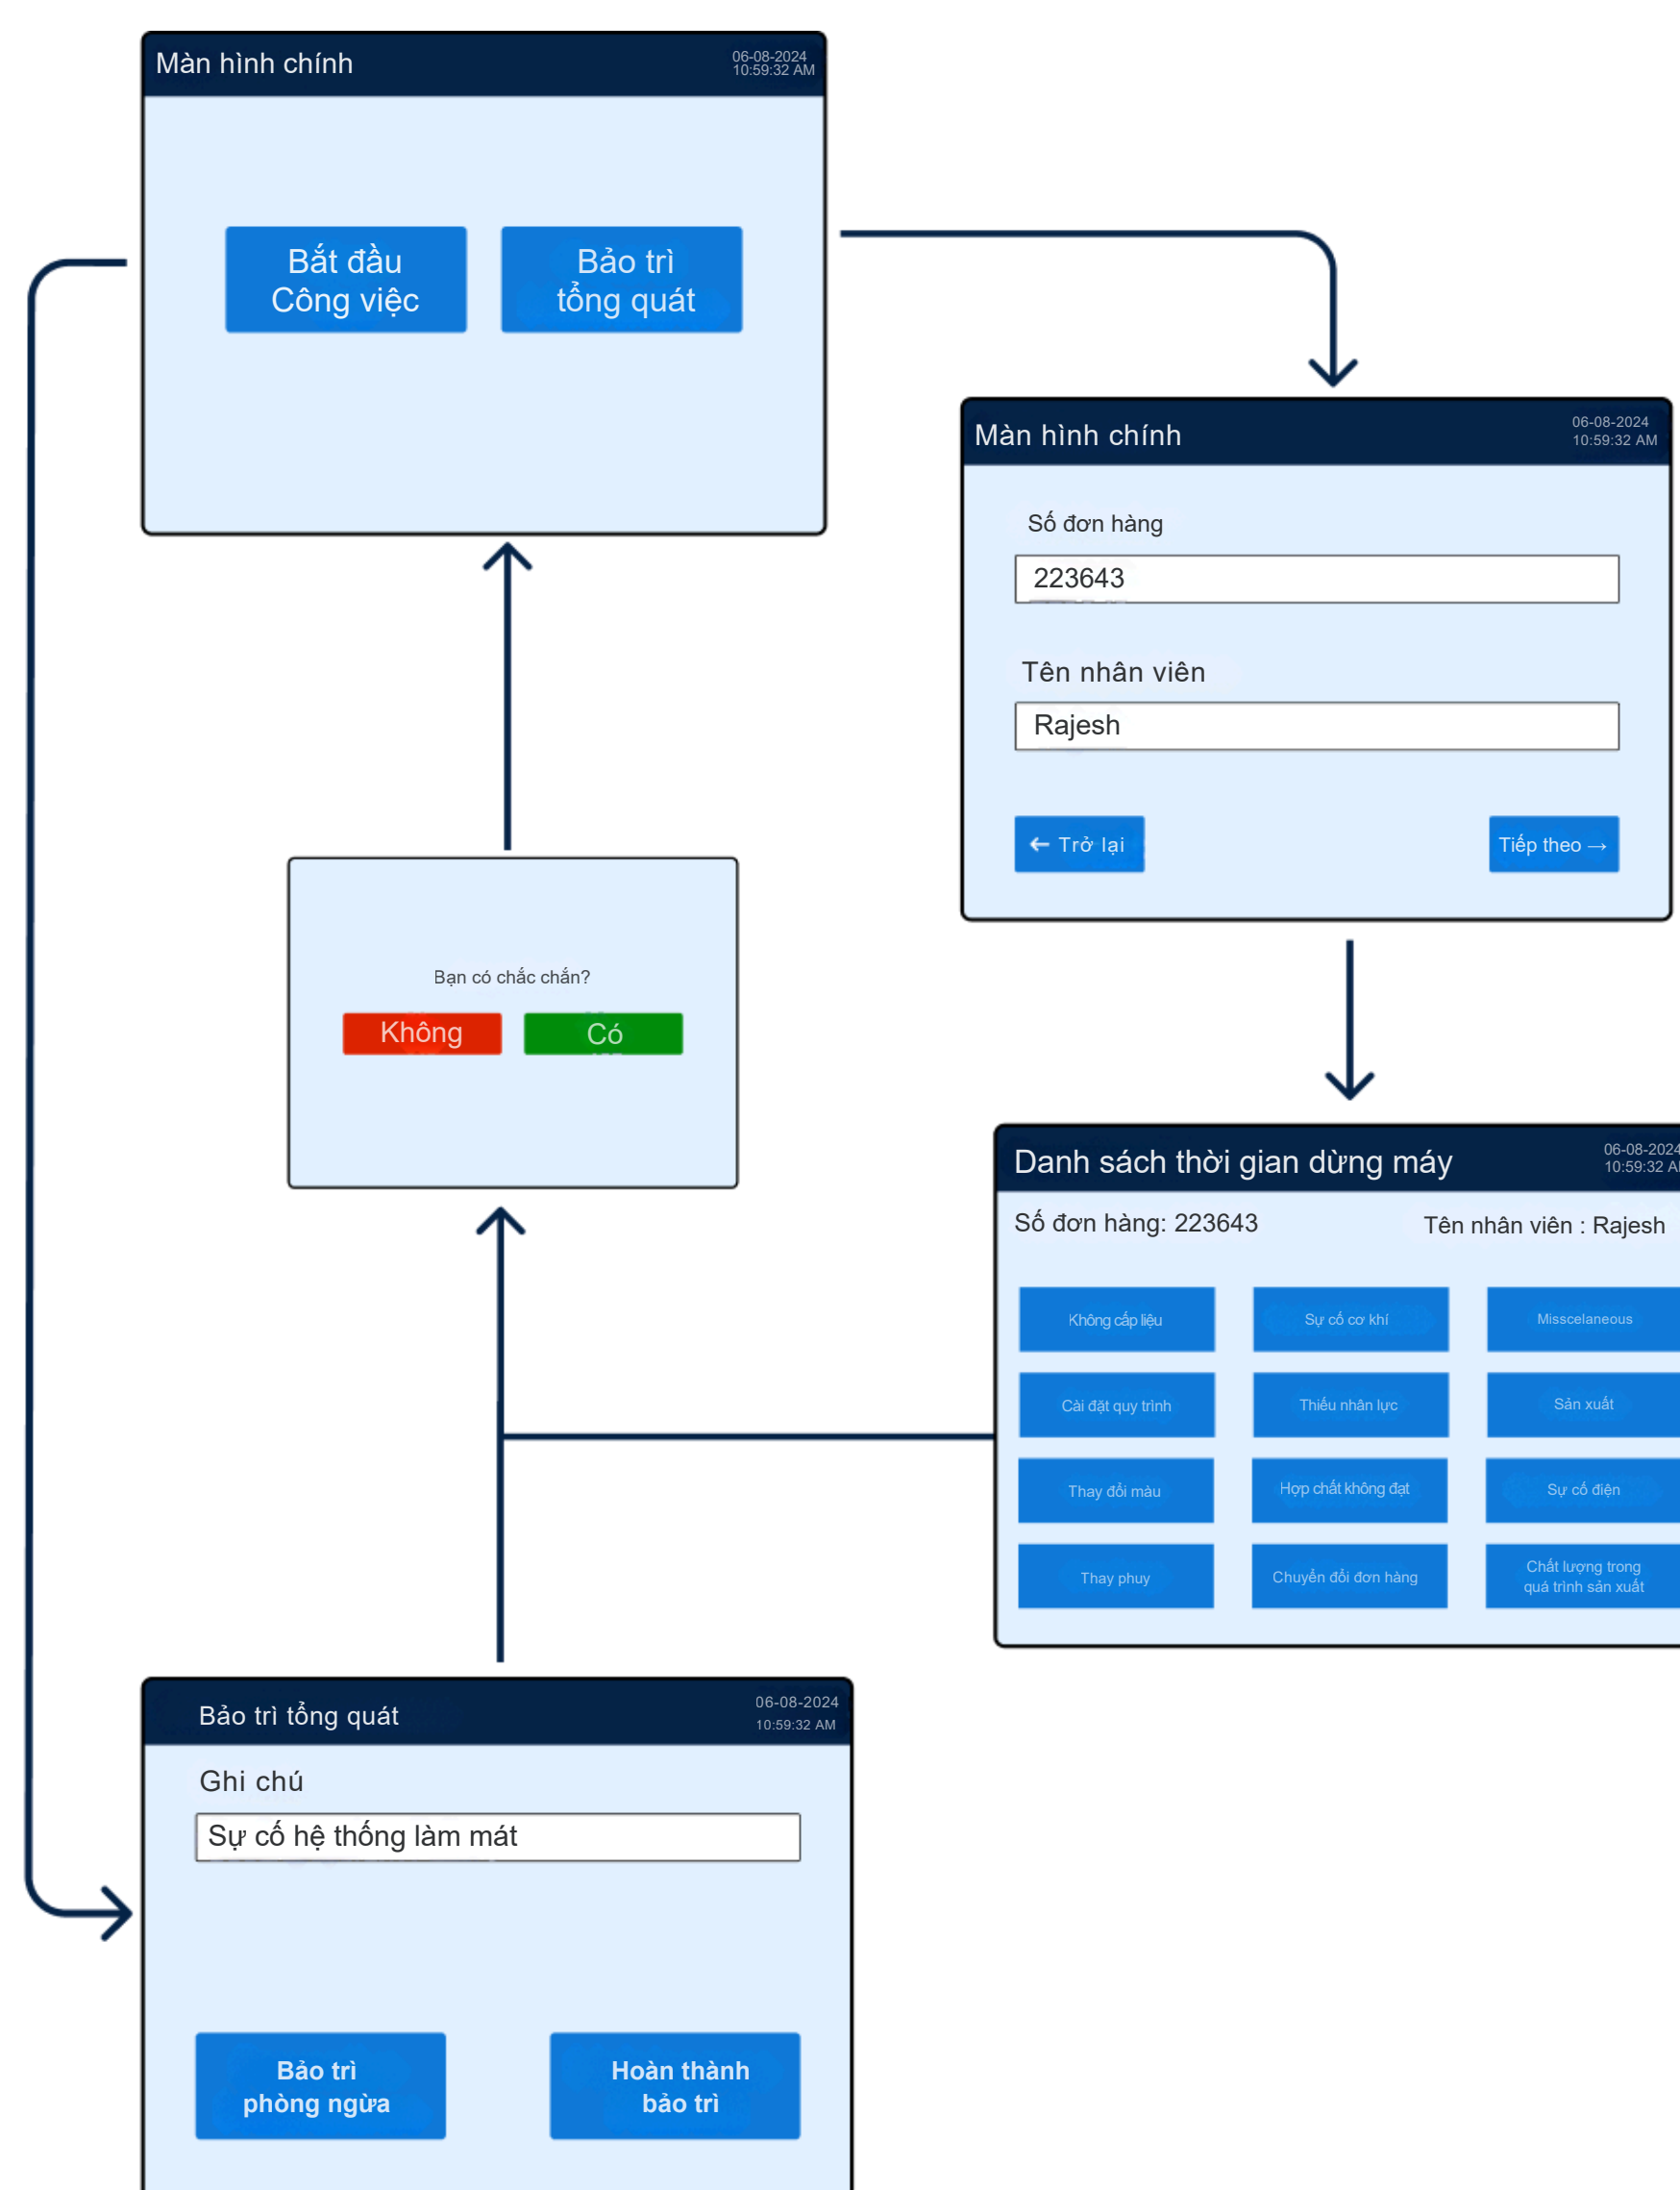 Màn hình chính
06-08-2024
10:59:32 AM
Bắt đầu
Công việc
Bảo trì
tổng quát
Màn hình chính
06-08-2024
10:59:32 AM
Số đơn hàng
223643
Tên nhân viên
Rajesh
← Trở lại
Tiếp theo →
Bạn có chắc chắn?
Không
Có
Danh sách thời gian dừng máy
06-08-2024
10:59:32 A
Số đơn hàng: 223643
Tên nhân viên : Rajesh
Không cấp liệu
Sự cố cơ khí
Misscelaneous
Cài đặt quy trình
Thiếu nhân lực
Sản xuất
Thay đổi màu
Hợp chất không đạt
Sự cố điện
Thay phuy
Chuyển đổi đơn hàng
Chất lượng trong
quá trình sản xuất
Bảo trì tổng quát
06-08-2024
10:59:32 AM
Ghi chú
Sự cố hệ thống làm mát
Bảo trì
phòng ngừa
Hoàn thành
bảo trì